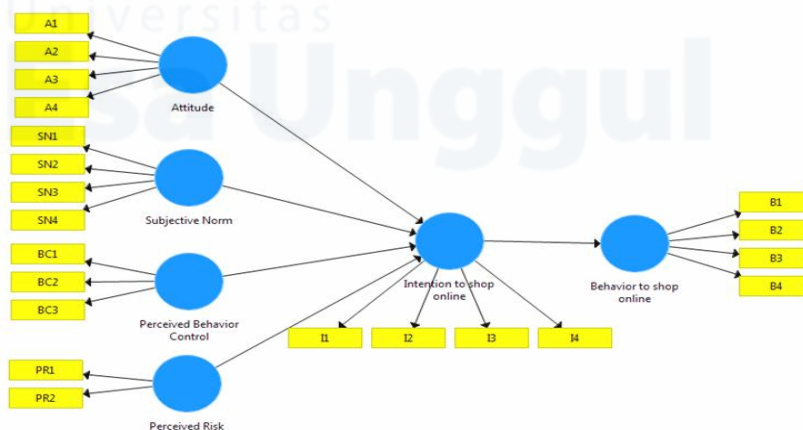 Universitas
Esa Unggul
A1
A2
A3
A4
Attitude
SN1
SN2
SN3
SN4
Subjective Norm
BC1
BC2
BC3
Perceived Behavior
Control
PR1
PR2
Perceived Risk
Intention to shop
online
I1
I2
I3
I4
Behavior to shop
online
B1
B2
B3
B4